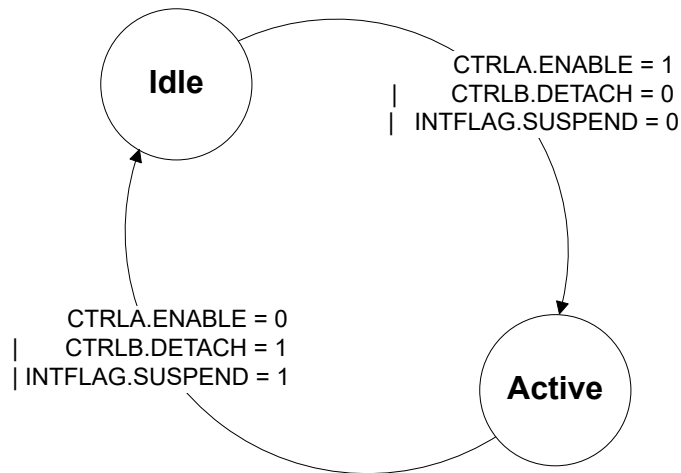 Idle
CTRLA.ENABLE = 1
| CTRLB.DETACH = 0
| INTFLAG.SUSPEND = 0
CTRLA.ENABLE = 0
| CTRLB.DETACH = 1
| INTFLAG.SUSPEND = 1
Active